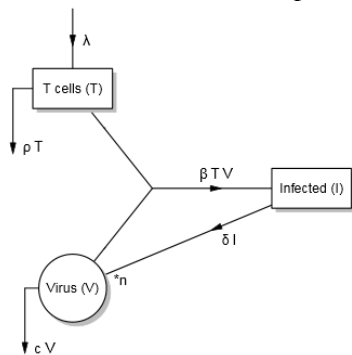 λ
T cells (T)
ρ T
β T V
Infected (I)
δ I
*n
Virus (V)
c V